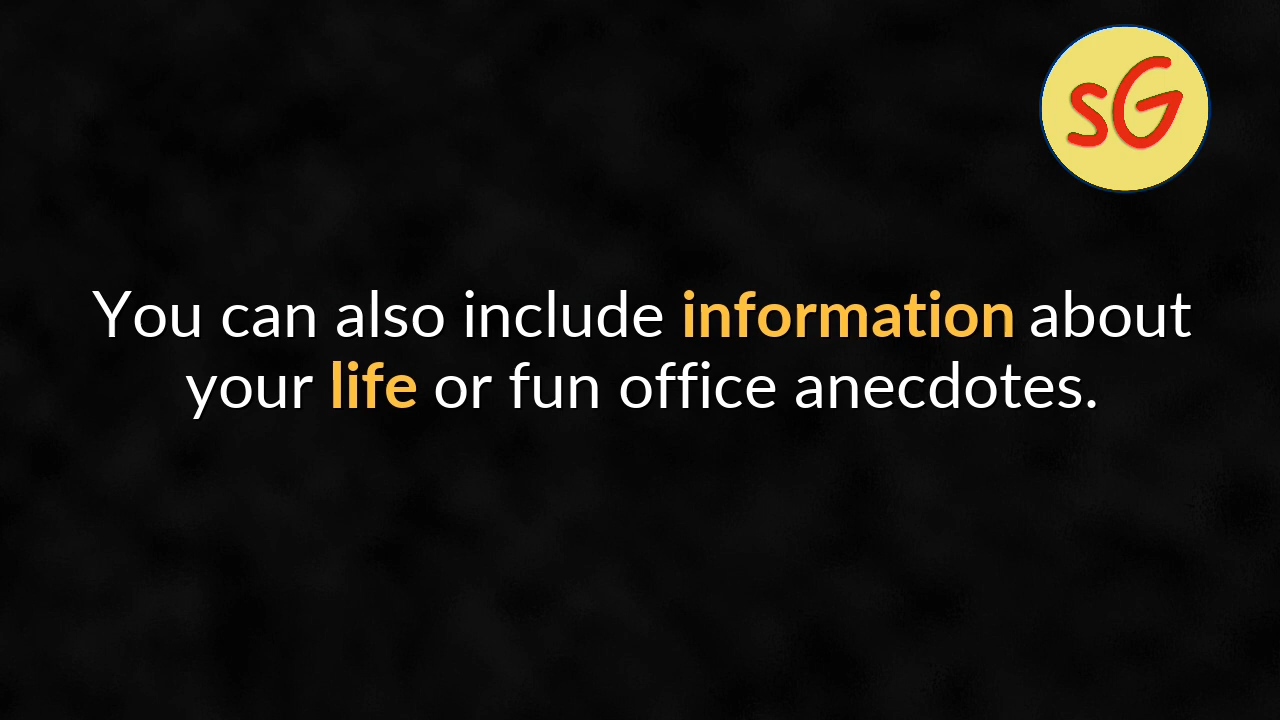 sG
You can also include information about
your life or fun office anecdotes.